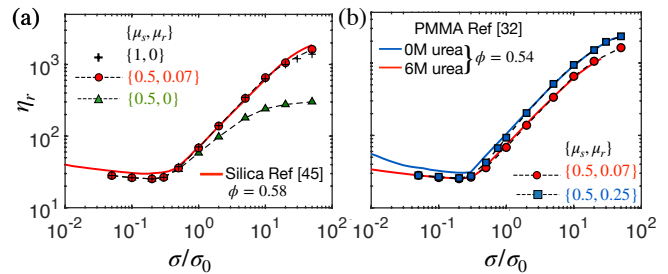 (a)
{μₛ, μᵣ}
{1, 0}
{0.5, 0.07}
{0.5, 0}
Silica Ref [45]
ϕ = 0.58
ηᵣ
10³
10²
10¹
10⁻² 10⁻¹ 10⁰ 10¹ 10²
σ/σ₀
(b)
PMMA Ref [32]
0M urea
6M urea
} ϕ = 0.54
{μₛ, μᵣ}
{0.5, 0.07}
{0.5, 0.25}
10⁻² 10⁻¹ 10⁰ 10¹ 10²
σ/σ₀